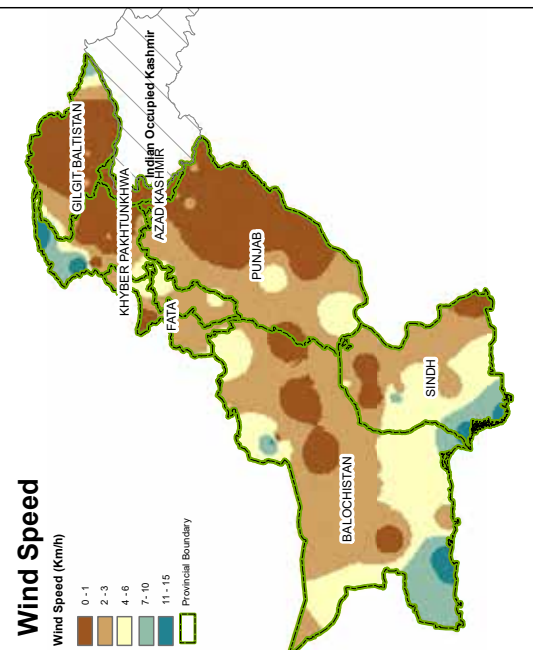 Wind Speed
Wind Speed (Km/h)
0 - 1
2 - 3
4 - 6
7 - 10
11 - 15
Provincial Boundary
GILGIT BALTISTAN
Indian Occupied Kashmir
KHYBER PAKHTUNKHWA
AZAD KASHMIR
FATA
PUNJAB
BALOCHISTAN
SINDH